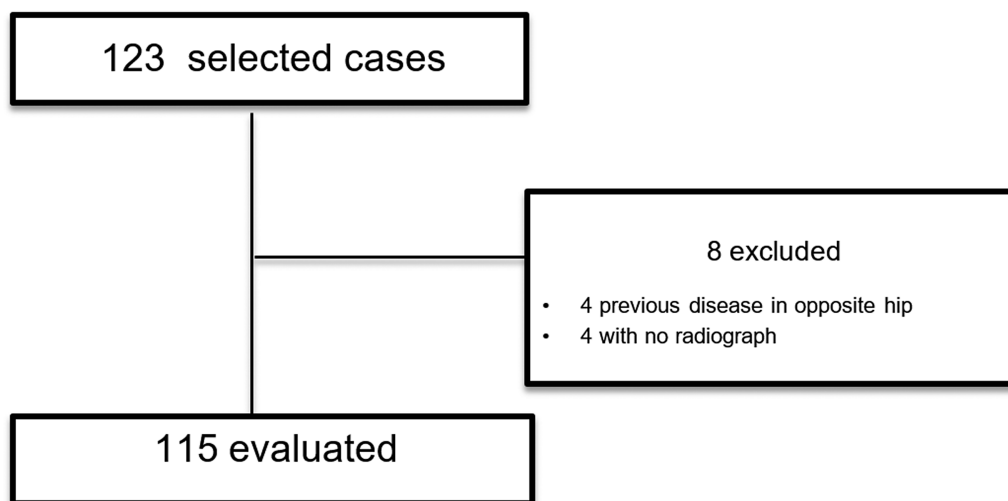 123 selected cases
8 excluded
• 4 previous disease in opposite hip
• 4 with no radiograph
115 evaluated